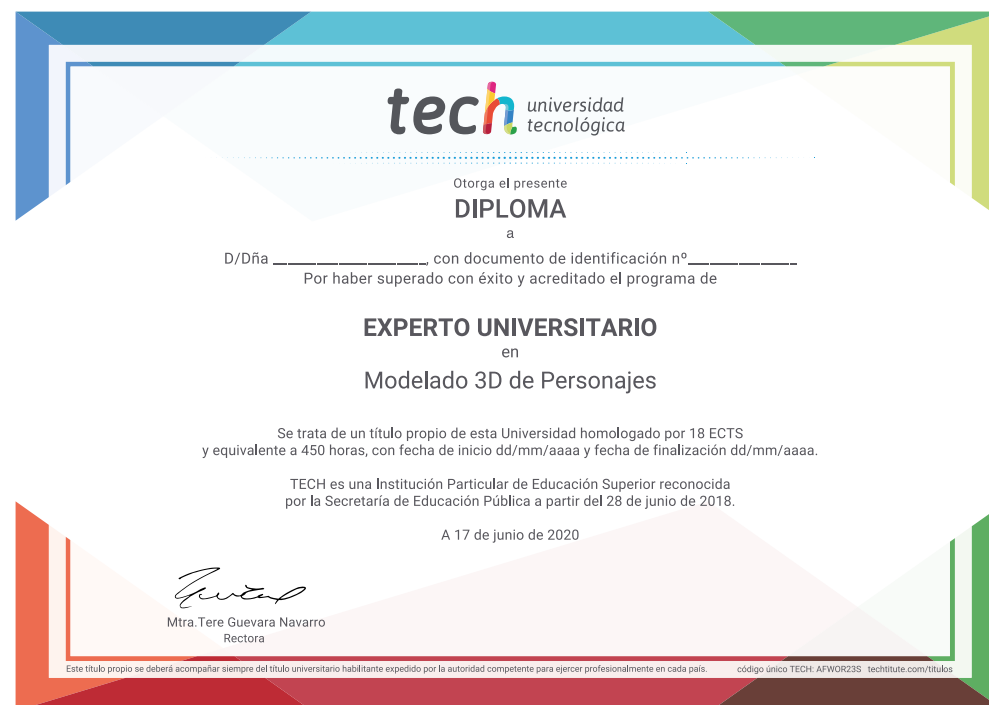 tech universidad
tecnológica
Otorga el presente
DIPLOMA
a
D/Dña ____________________, con documento de identificación nº______________
Por haber superado con éxito y acreditado el programa de
EXPERTO UNIVERSITARIO
en
Modelado 3D de Personajes
Se trata de un título propio de esta Universidad homologado por 18 ECTS
y equivalente a 450 horas, con fecha de inicio dd/mm/aaaa y fecha de finalización dd/mm/aaaa.
TECH es una Institución Particular de Educación Superior reconocida
por la Secretaría de Educación Pública a partir del 28 de junio de 2018.
A 17 de junio de 2020
Mtra.Tere Guevara Navarro
Rectora
Este título propio se deberá acompañar siempre del título universitario habilitante expedido por la autoridad competente para ejercer profesionalmente en cada país. código único TECH: AFWOR23S techtitute.com/titulos